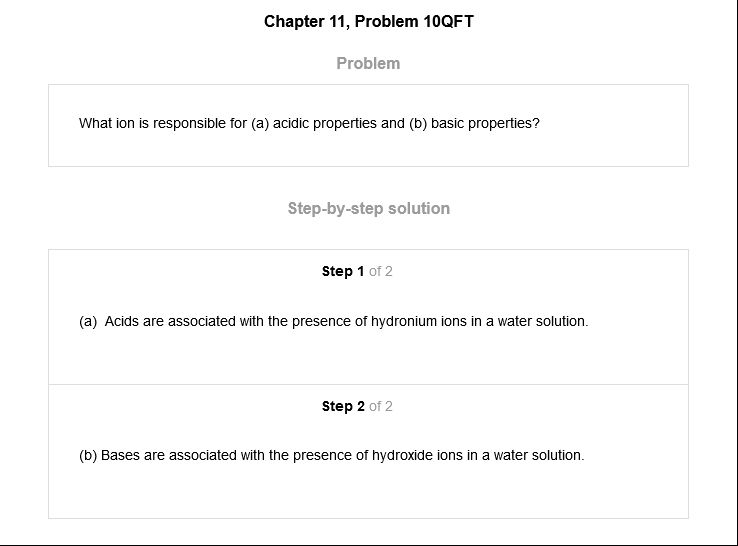 Chapter 11, Problem 10QFT
Problem
What ion is responsible for (a) acidic properties and (b) basic properties?
Step-by-step solution
Step 1 of 2
(a) Acids are associated with the presence of hydronium ions in a water solution.
Step 2 of 2
(b) Bases are associated with the presence of hydroxide ions in a water solution.